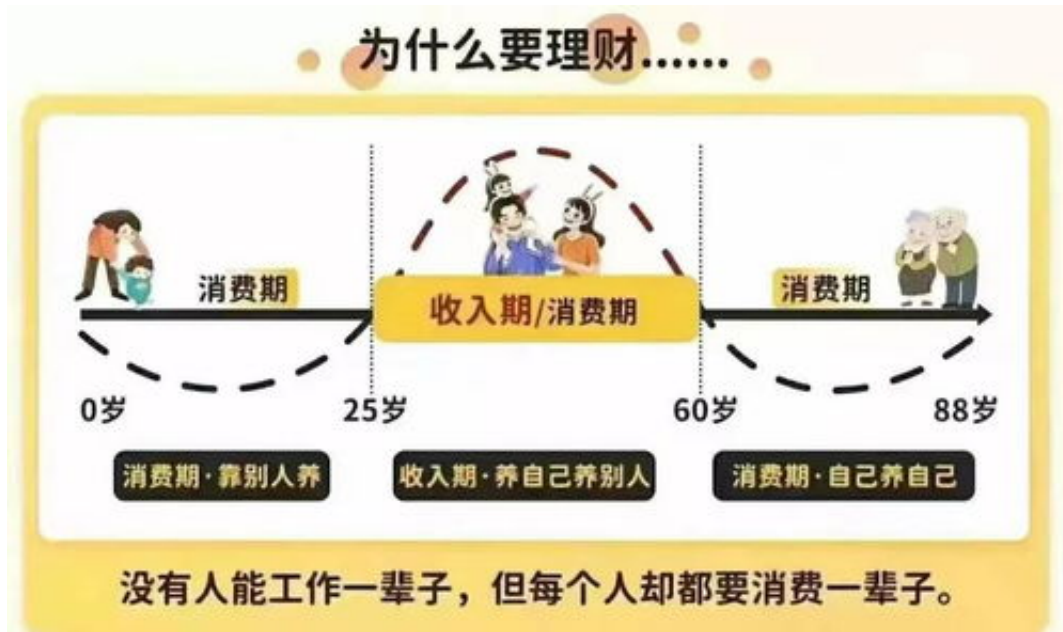 为什么要理财……
消费期
收入期/消费期
消费期
0岁
25岁
60岁
88岁
消费期·靠别人养
收入期·养自己养别人
消费期·自己养自己
没有人能工作一辈子，但每个人却都要消费一辈子。